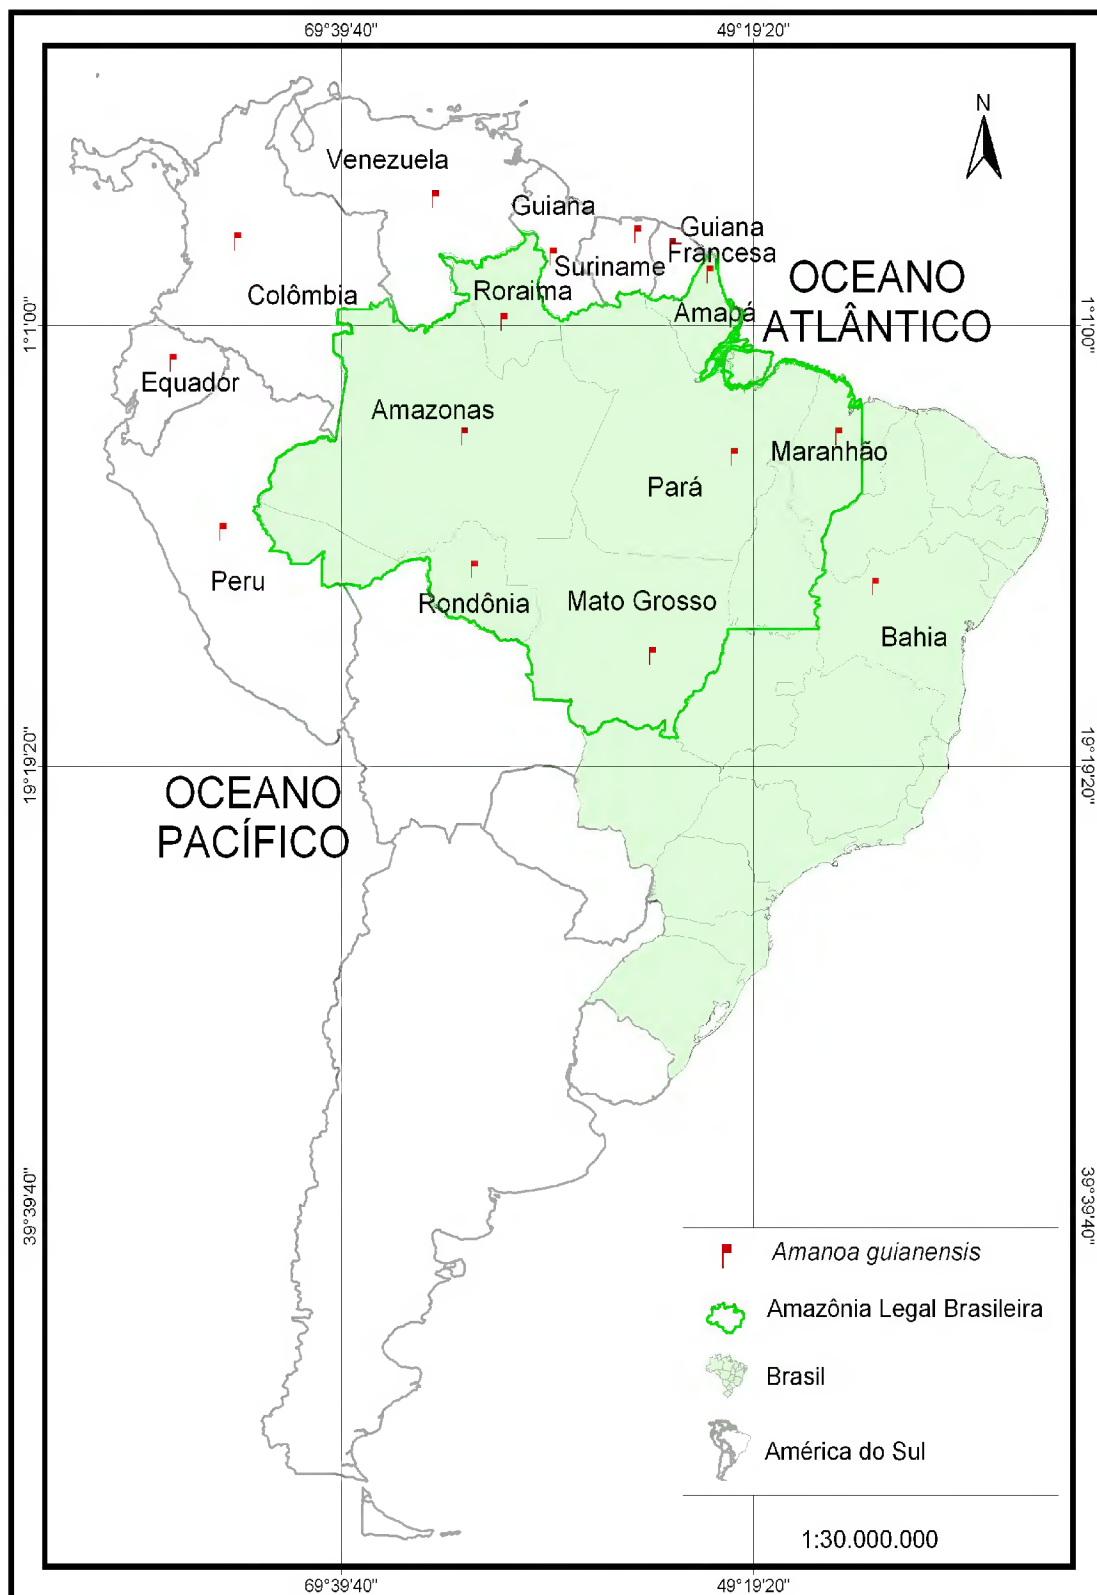 69°39'40"
49°19'20"
N
Venezuela
Guiana
Guiana
Francesa
Suriname
Colômbia
Roraima
Amapá
OCEANO
ATLÂNTICO
1°1'00"
1°1'00"
Equador
Amazonas
Maranhão
Pará
Peru
Rondônia
Mato Grosso
Bahia
19°19'20"
19°19'20"
OCEANO
PACÍFICO
39°39'40"
39°39'40"
Amanoa guianensis
Amazônia Legal Brasileira
Brasil
América do Sul
1:30.000.000
69°39'40"
49°19'20"